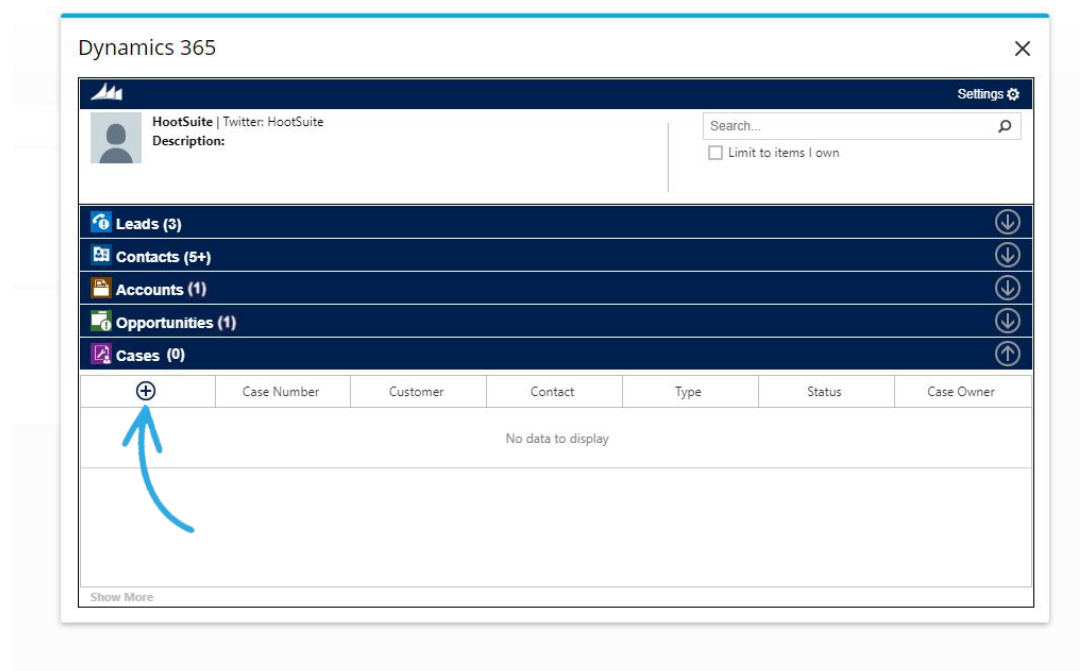 Dynamics 365
Settings
HootSuite | Twitter: HootSuite
Description:
Search...
Limit to items I own
Leads (3)
Contacts (5+)
Accounts (1)
Opportunities (1)
Cases (0)
Case Number Customer Contact Type Status Case Owner
No data to display
Show More